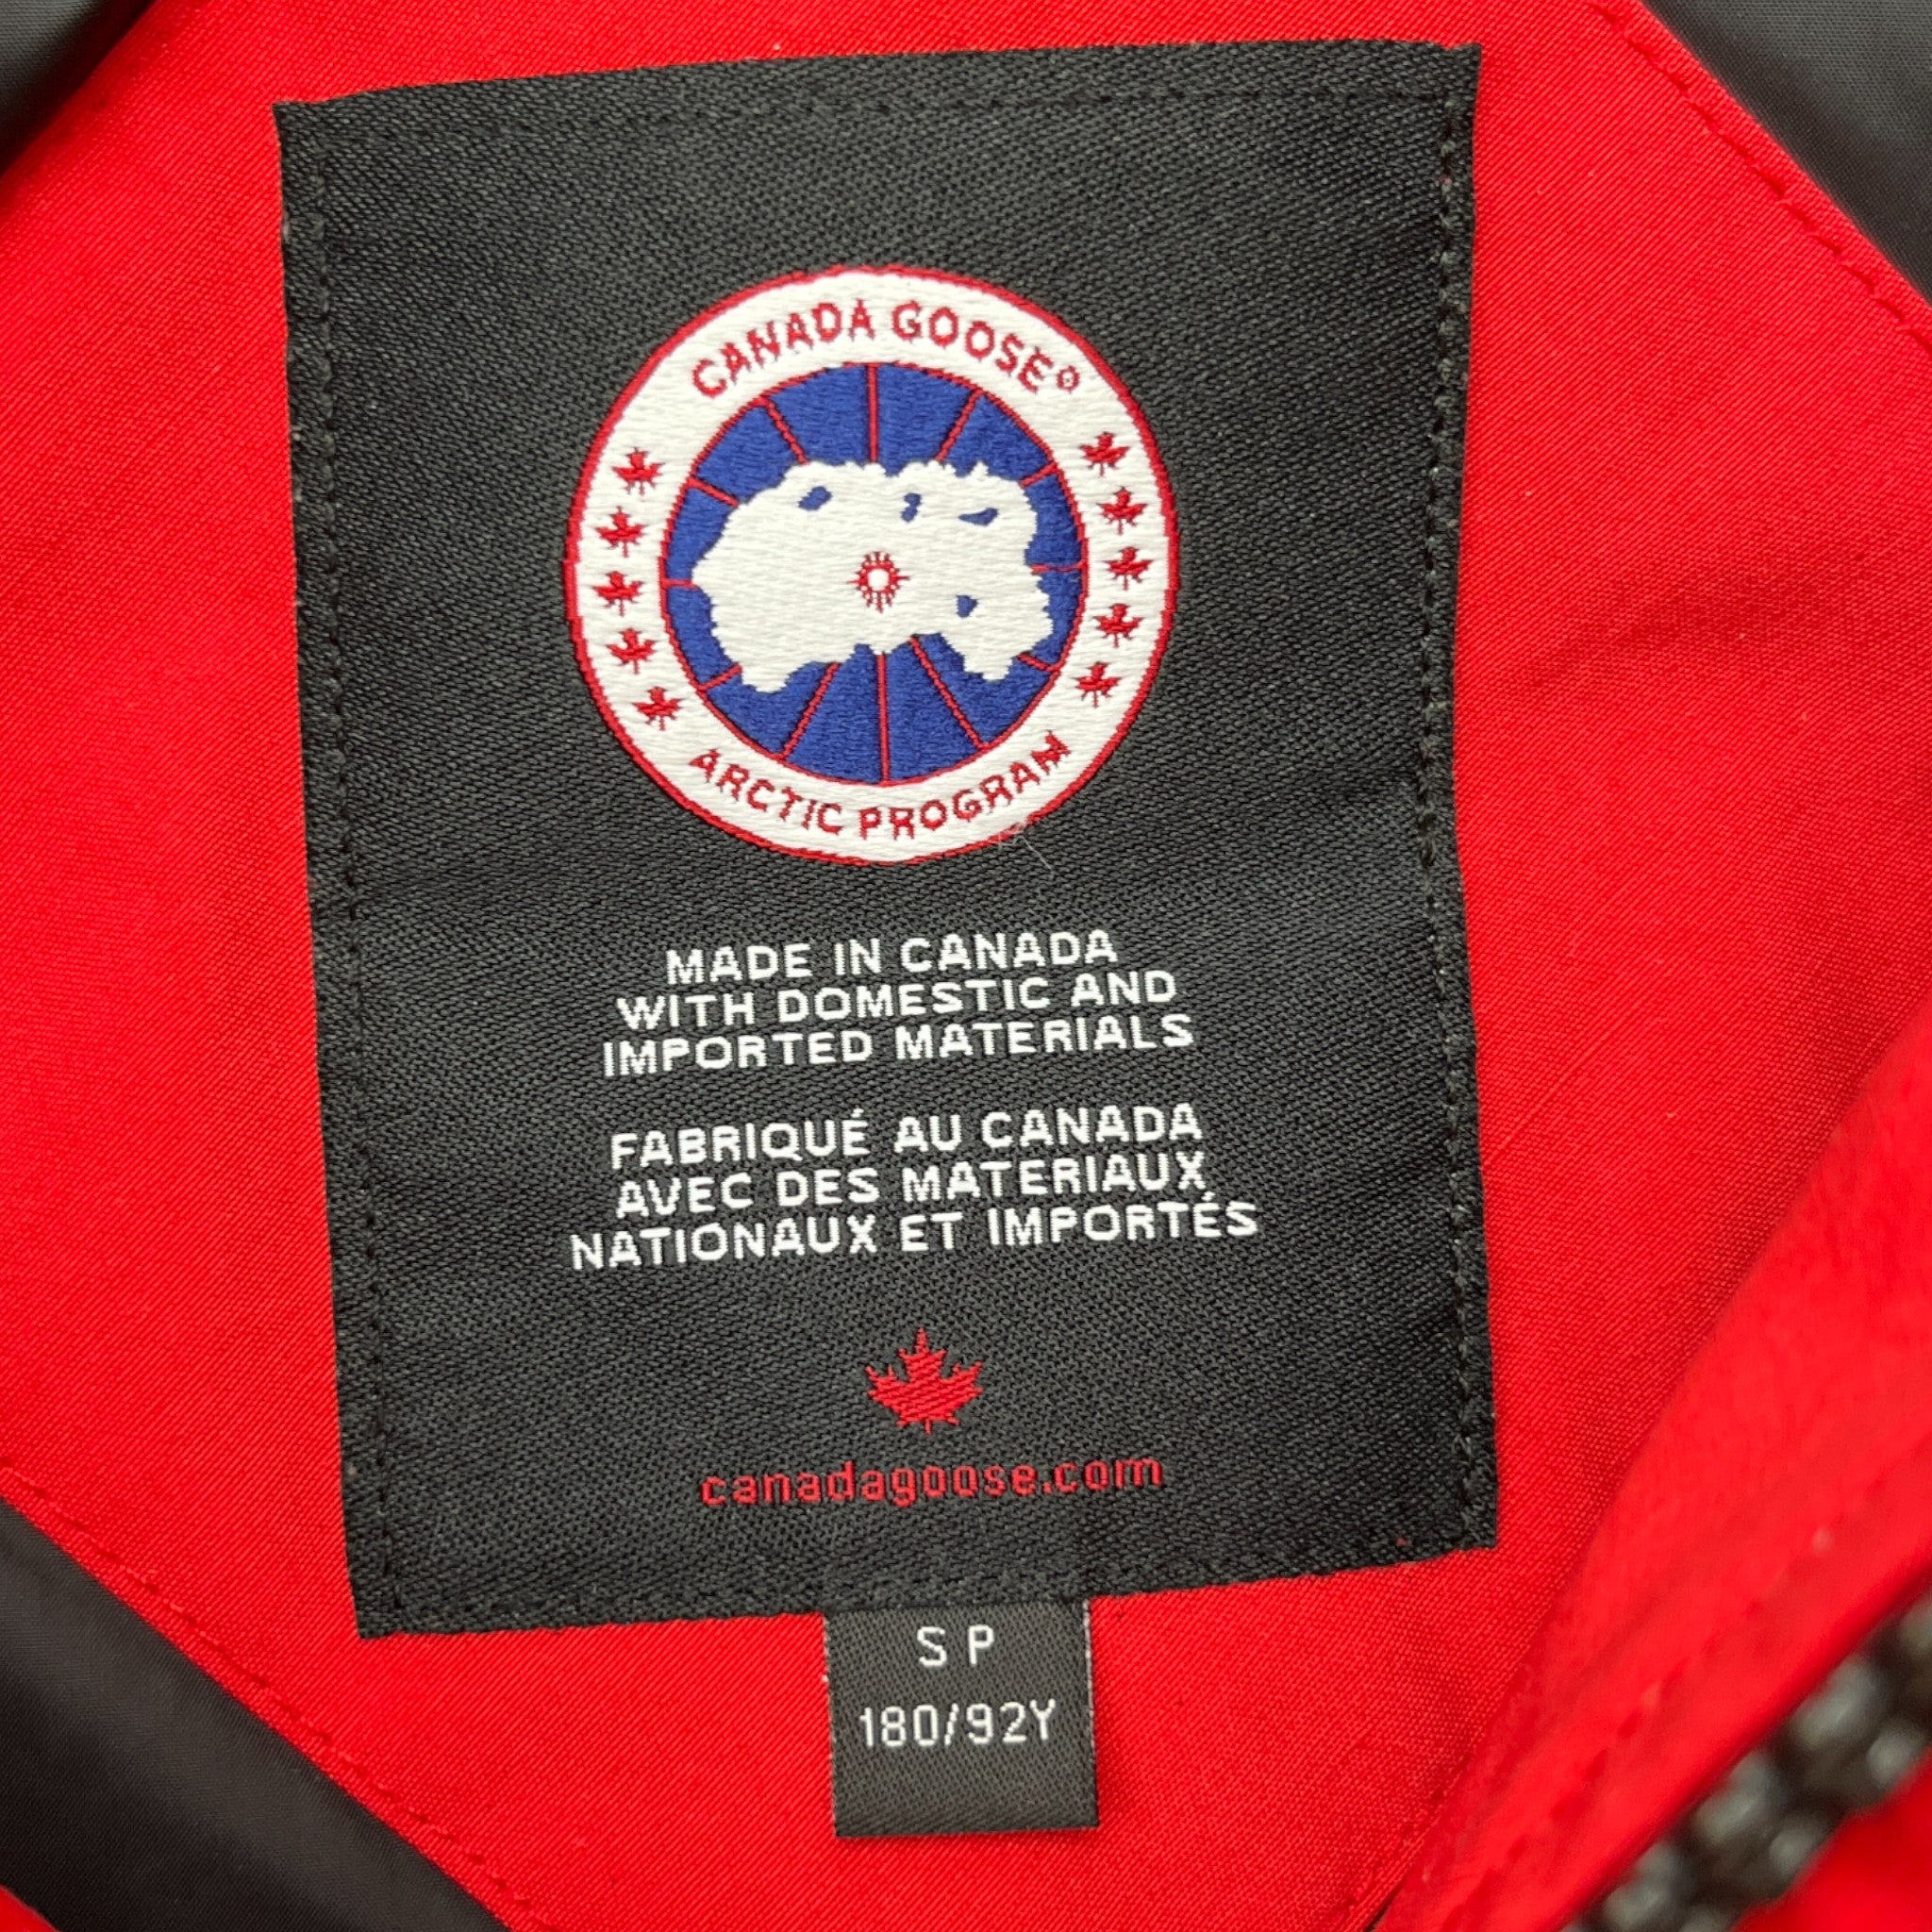 CANADA GOOSE®
ARCTIC PROGRAM
MADE IN CANADA
WITH DOMESTIC AND
IMPORTED MATERIALS
FABRIQUÉ AU CANADA
AVEC DES MATERIAUX
NATIONAUX ET IMPORTÉS
canadagoose.com
S P
180/92Y